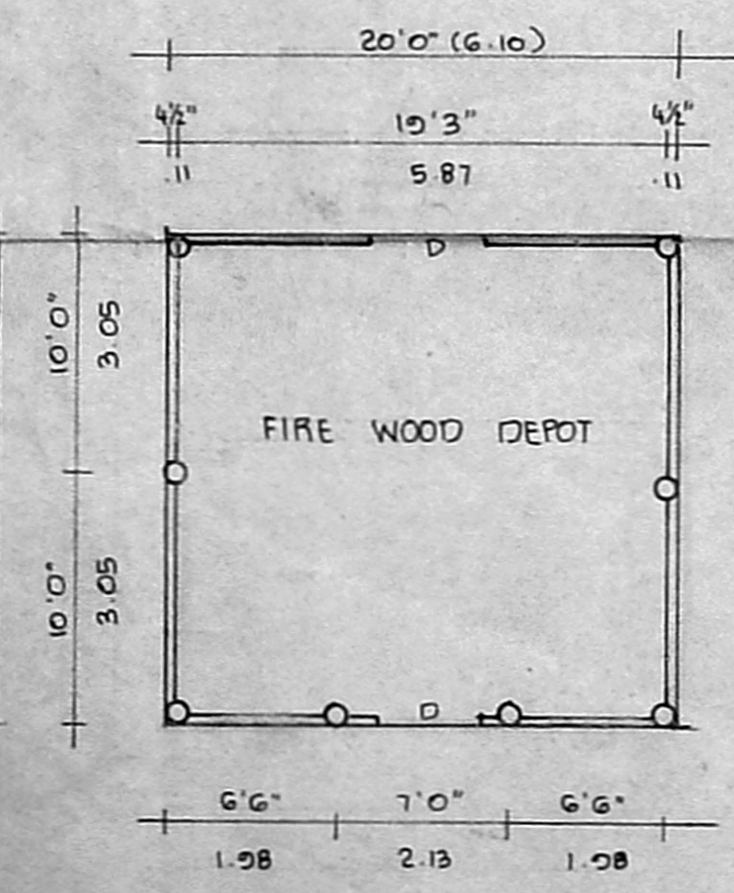 20'0" (6.10)
4½" 19'3" 4½"
.11 5.87 .11
D
10'0" 3.05
FIRE WOOD DEPOT
10'0" 3.05
D
6'6" 7'0" 6'6"
1.98 2.13 1.98